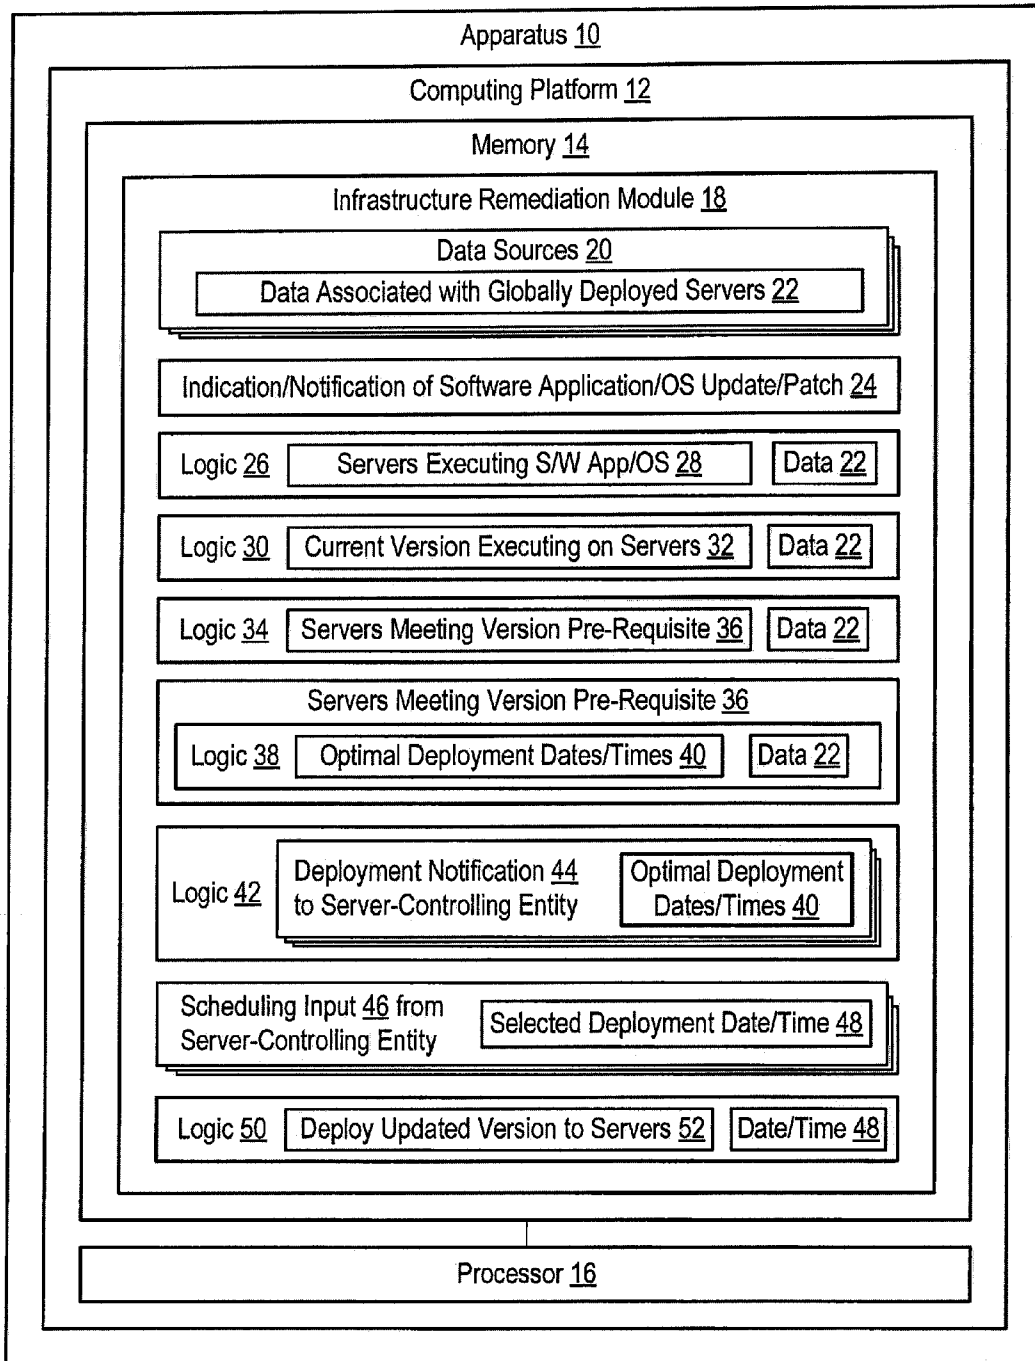 Apparatus 10
Computing Platform 12
Memory 14
Infrastructure Remediation Module 18
Data Sources 20
Data Associated with Globally Deployed Servers 22
Indication/Notification of Software Application/OS Update/Patch 24
Logic 26 Servers Executing S/W App/OS 28 Data 22
Logic 30 Current Version Executing on Servers 32 Data 22
Logic 34 Servers Meeting Version Pre-Requisite 36 Data 22
Servers Meeting Version Pre-Requisite 36
Logic 38 Optimal Deployment Dates/Times 40 Data 22
Logic 42
Deployment Notification 44
to Server-Controlling Entity
Optimal Deployment
Dates/Times 40
Scheduling Input 46 from
Server-Controlling Entity
Selected Deployment Date/Time 48
Logic 50 Deploy Updated Version to Servers 52 Date/Time 48
Processor 16